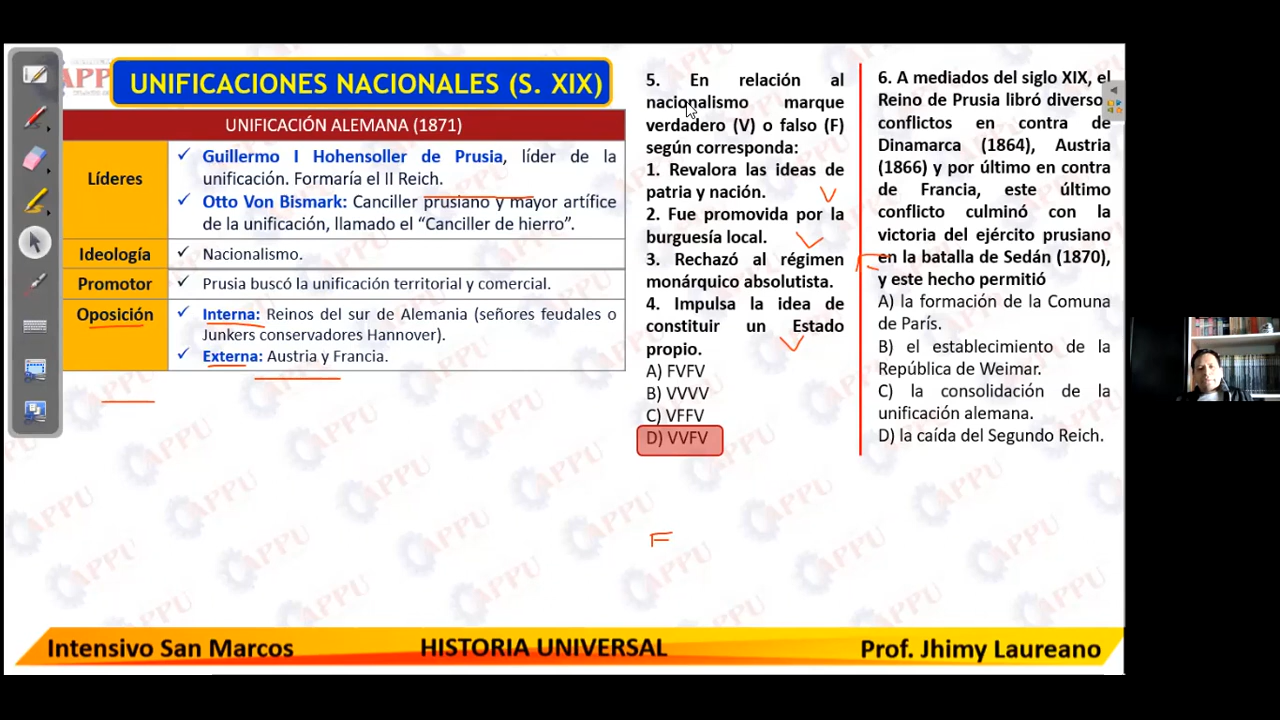 UNIFICACIONES NACIONALES (S. XIX)
UNIFICACIÓN ALEMANA (1871)
Líderes
✓ Guillermo I Hohensoller de Prusia, líder de la
unificación. Formaría el II Reich.
✓ Otto Von Bismark: Canciller prusiano y mayor artífice
de la unificación, llamado el “Canciller de hierro”.
Ideología
✓ Nacionalismo.
Promotor
✓ Prusia buscó la unificación territorial y comercial.
Oposición
✓ Interna: Reinos del sur de Alemania (señores feudales o
Junkers conservadores Hannover).
✓ Externa: Austria y Francia.
5. En relación al
nacionalismo marque
verdadero (V) o falso (F)
según corresponda:
1. Revalora las ideas de
patria y nación. V
2. Fue promovida por la
burguesía local. V
3. Rechazó al régimen
monárquico absolutista. F
4. Impulsa la idea de
constituir un Estado
propio. V
A) FVFV
B) VVVV
C) VFFV
D) VVFV
F
6. A mediados del siglo XIX, el
Reino de Prusia libró diversos
conflictos en contra de
Dinamarca (1864), Austria
(1866) y por último en contra
de Francia, este último
conflicto culminó con la
victoria del ejército prusiano
en la batalla de Sedán (1870),
y este hecho permitió
A) la formación de la Comuna
de París.
B) el establecimiento de la
República de Weimar.
C) la consolidación de la
unificación alemana.
D) la caída del Segundo Reich.
Intensivo San Marcos
HISTORIA UNIVERSAL
Prof. Jhimy Laureano
APPU